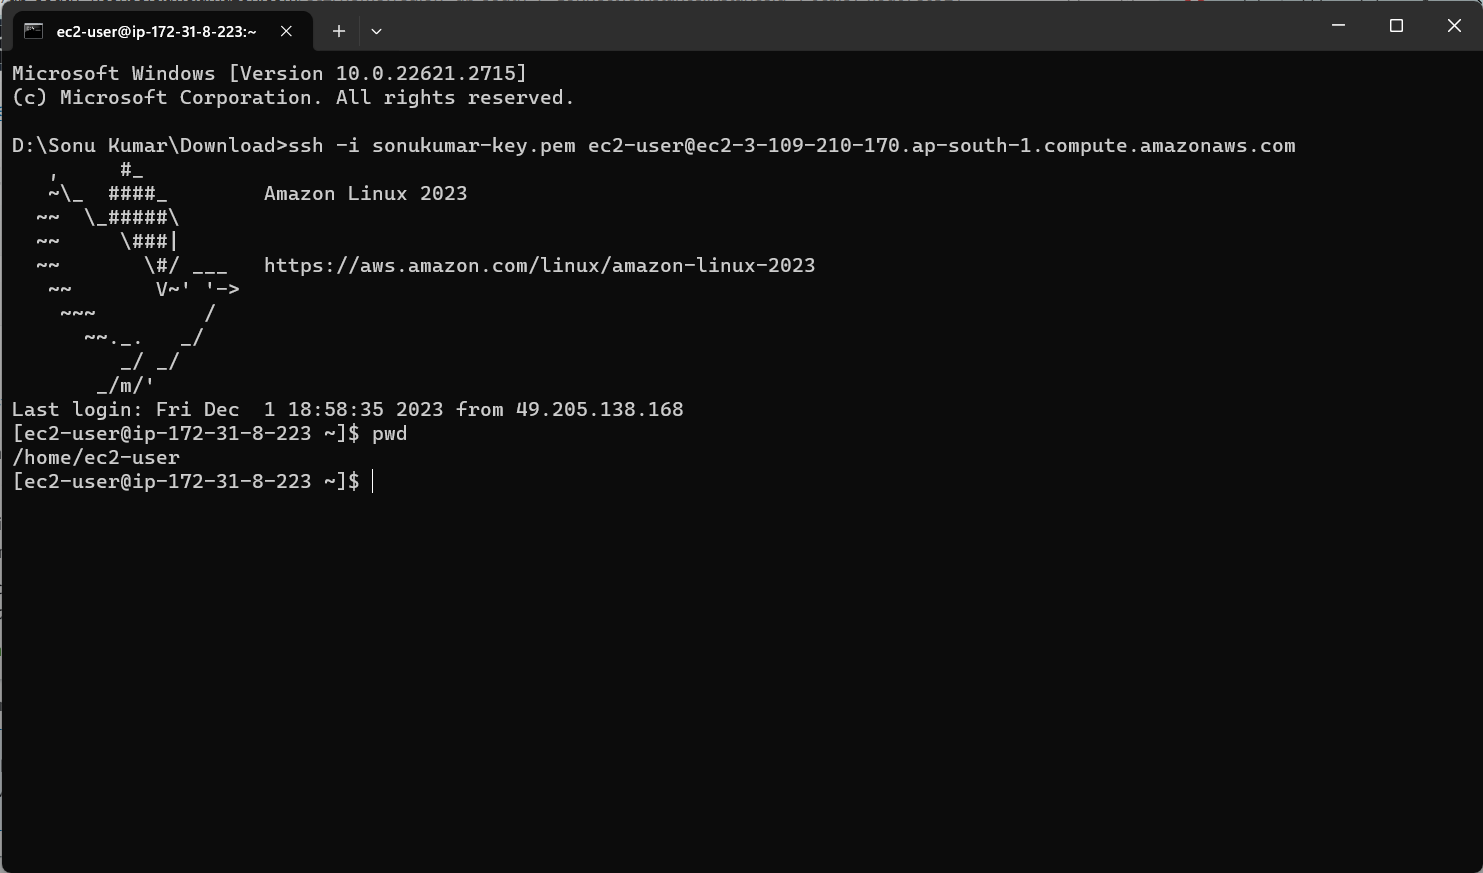 ec2-user@ip-172-31-8-223:~
Microsoft Windows [Version 10.0.22621.2715]
(c) Microsoft Corporation. All rights reserved.
D:\Sonu Kumar\Download>ssh -i sonukumar-key.pem ec2-user@ec2-3-109-210-170.ap-south-1.compute.amazonaws.com
   ,     #_
   ~\_  ####_        Amazon Linux 2023
  ~~  \_#####\
  ~~     \###|
  ~~       \#/ ___   https://aws.amazon.com/linux/amazon-linux-2023
   ~~       V~' '->
    ~~~         /
      ~~._.   _/
         _/ _/
       _/m/'
Last login: Fri Dec  1 18:58:35 2023 from 49.205.138.168
[ec2-user@ip-172-31-8-223 ~]$ pwd
/home/ec2-user
[ec2-user@ip-172-31-8-223 ~]$